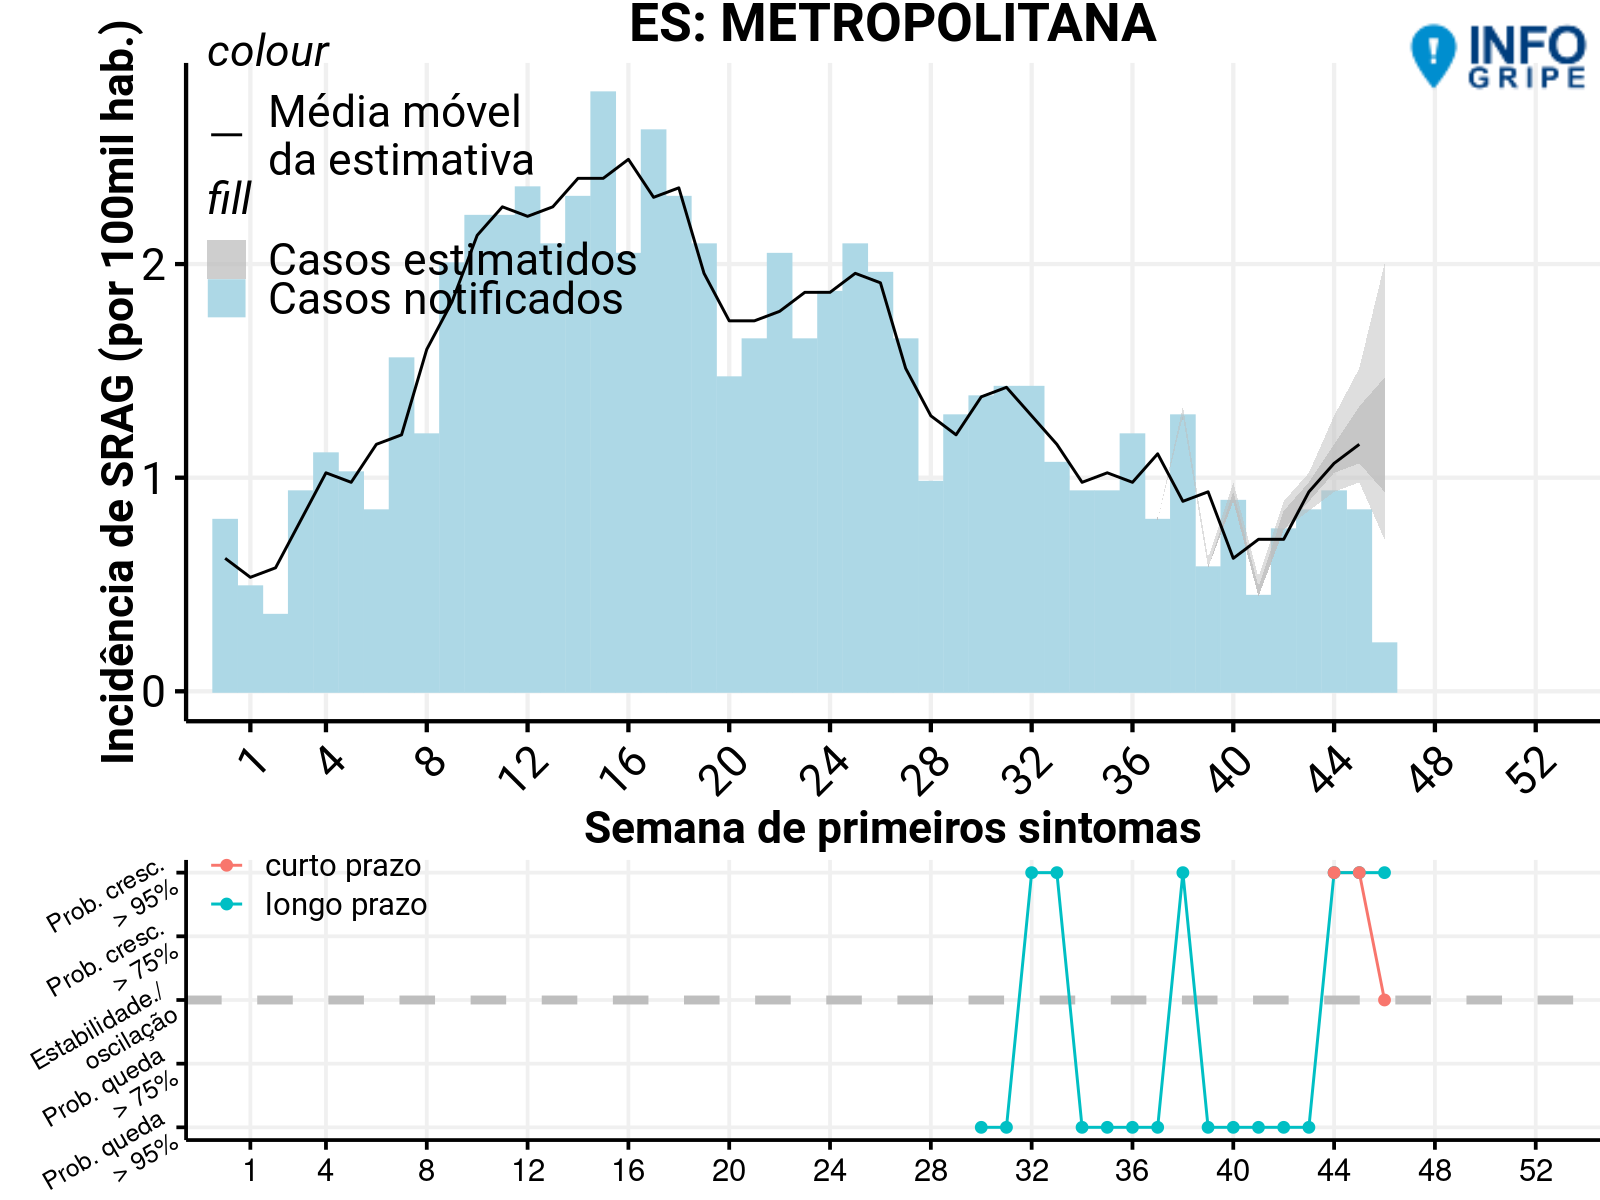 ES: METROPOLITANA
INFO
GRIPE
colour
Média móvel
da estimativa
fill
Casos estimatidos
Casos notificados
Incidência de SRAG (por 100mil hab.)
2
1
0
1 4 8 12 16 20 24 28 32 36 40 44 48 52
Semana de primeiros sintomas
curto prazo
longo prazo
Prob. cresc.
> 95%
Prob. cresc.
> 75%
Estabilidade./
oscilação
Prob. queda
> 75%
Prob. queda
> 95%
1 4 8 12 16 20 24 28 32 36 40 44 48 52